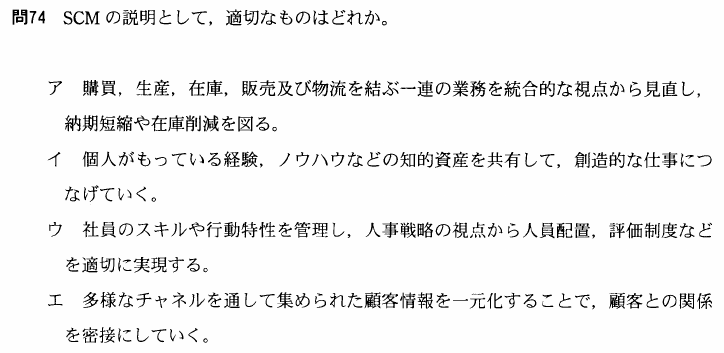 問74 SCM の説明として，適切なものはどれか。
ア 購買，生産，在庫，販売及び物流を結ぶ一連の業務を統合的な視点から見直し，
納期短縮や在庫削減を図る。
イ 個人がもっている経験，ノウハウなどの知的資産を共有して，創造的な仕事につ
なげていく。
ウ 社員のスキルや行動特性を管理し，人事戦略の視点から人員配置，評価制度など
を適切に実現する。
エ 多様なチャネルを通して集められた顧客情報を一元化することで，顧客との関係
を密接にしていく。